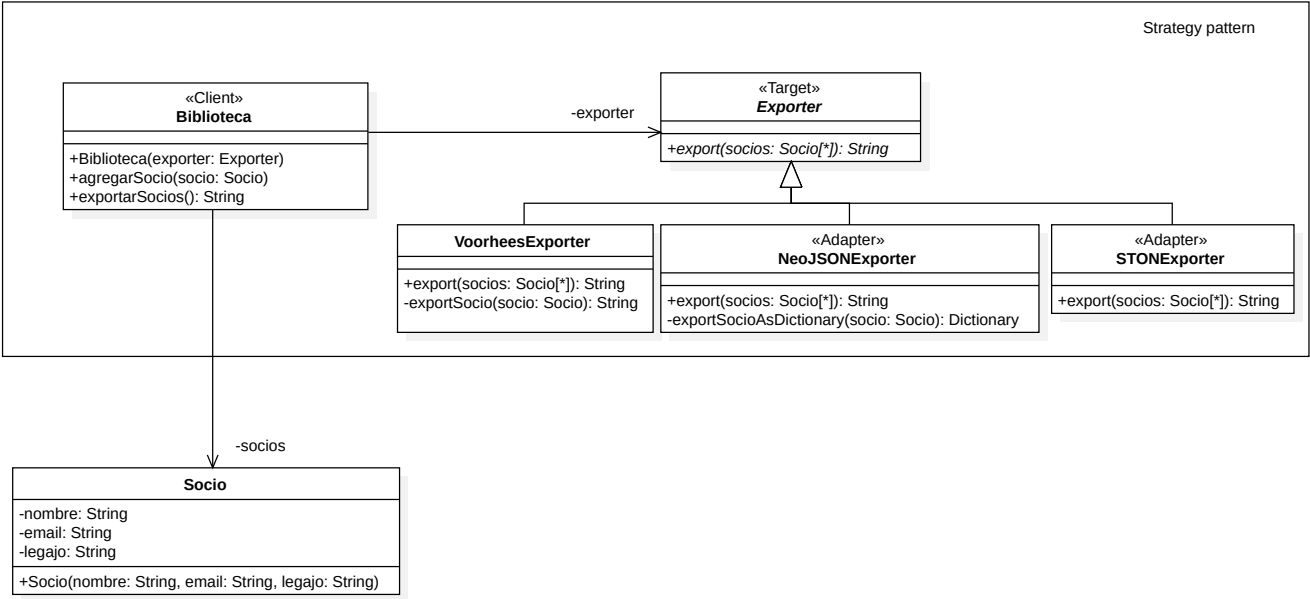 Strategy pattern
«Client»
Biblioteca
+Biblioteca(exporter: Exporter)
+agregarSocio(socio: Socio)
+exportarSocios(): String
-exporter
«Target»
Exporter
+export(socios: Socio[*]): String
VoorheesExporter
+export(socios: Socio[*]): String
-exportSocio(socio: Socio): String
«Adapter»
NeoJSONExporter
+export(socios: Socio[*]): String
-exportSocioAsDictionary(socio: Socio): Dictionary
«Adapter»
STONExporter
+export(socios: Socio[*]): String
-socios
Socio
-nombre: String
-email: String
-legajo: String
+Socio(nombre: String, email: String, legajo: String)